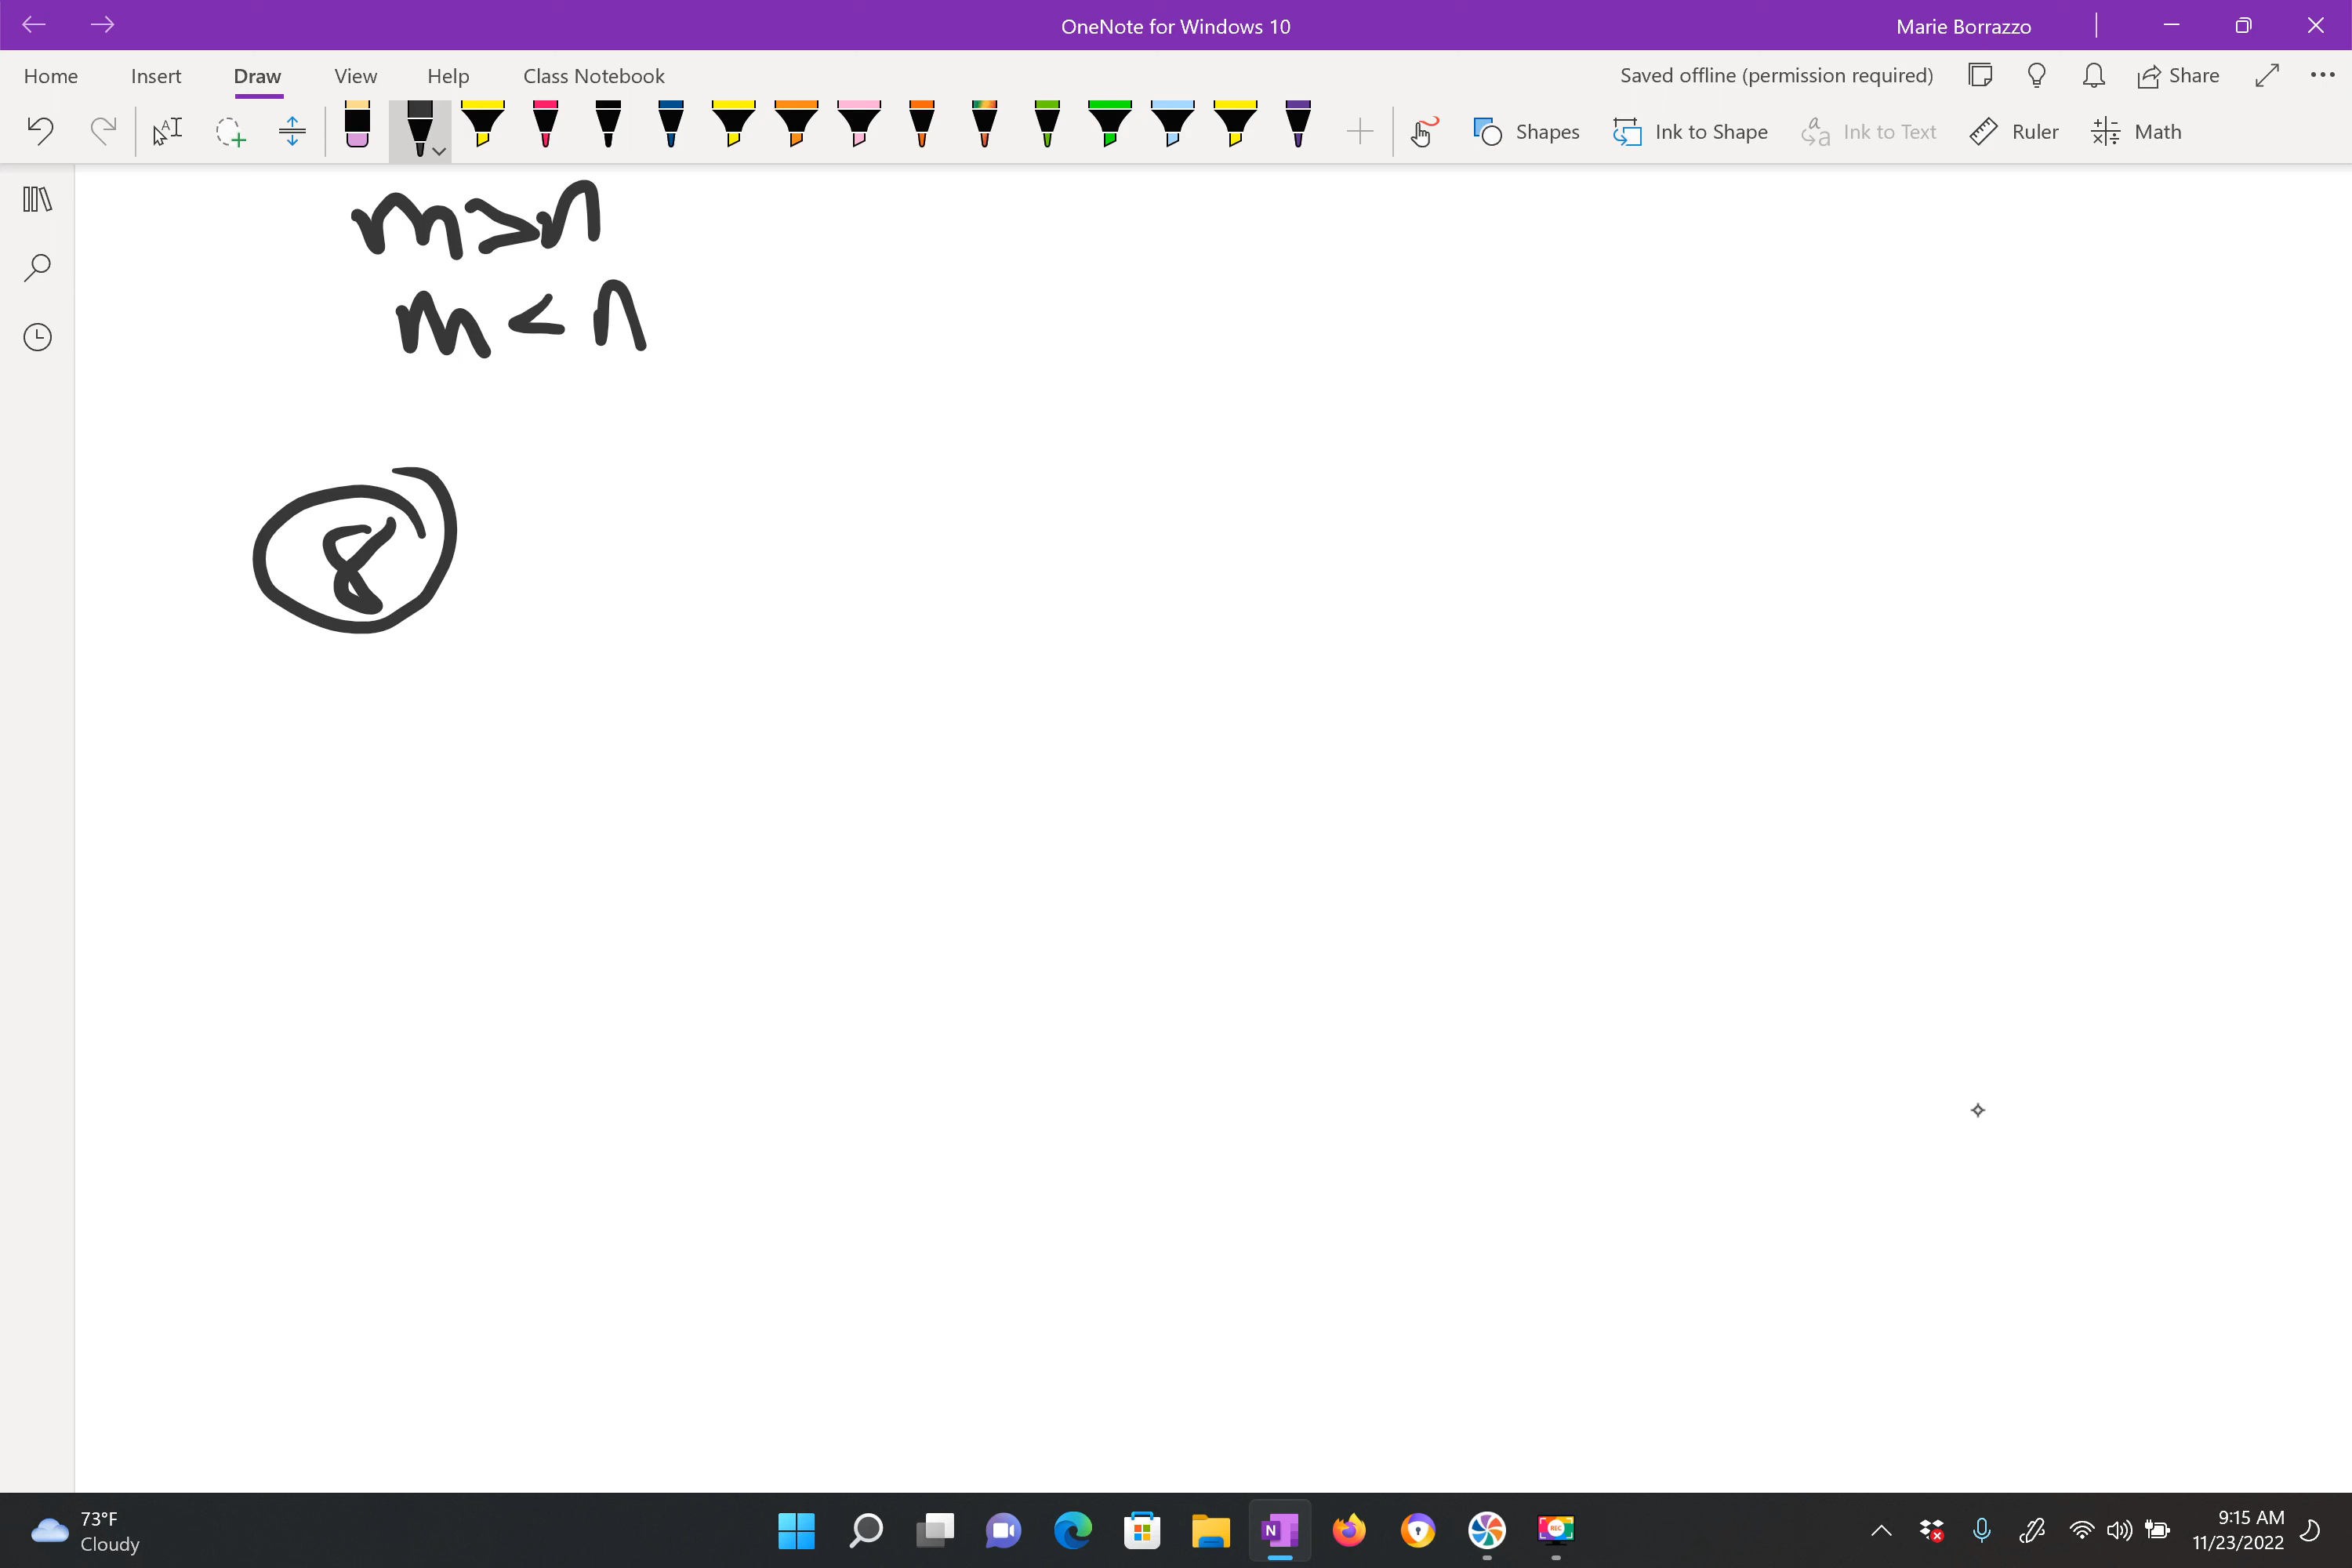 OneNote for Windows 10
Marie Borrazzo
Home Insert Draw View Help Class Notebook
Saved offline (permission required) Share
Shapes Ink to Shape Ink to Text Ruler Math
m>n
m<n
8
73°F
Cloudy
9:15 AM
11/23/2022